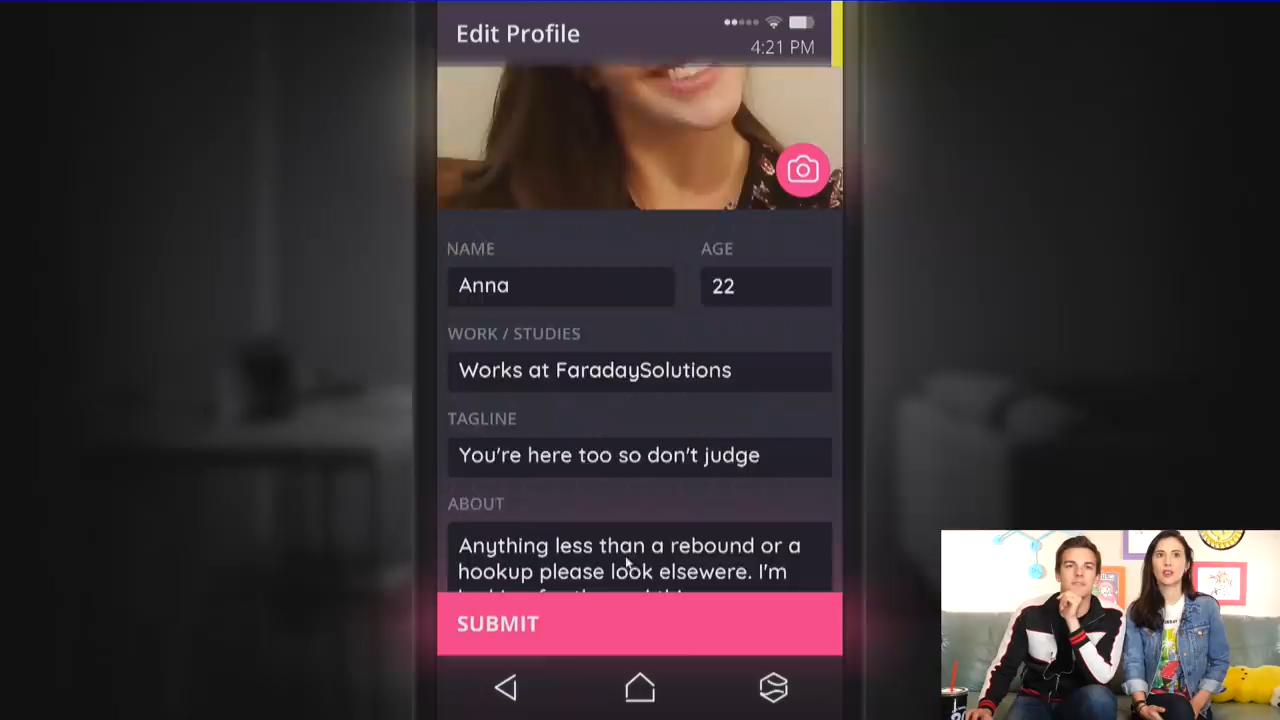 Edit Profile
4:21 PM
NAME
AGE
Anna
22
WORK / STUDIES
Works at FaradaySolutions
TAGLINE
You're here too so don't judge
ABOUT
Anything less than a rebound or a
hookup please look elsewere. I'm
SUBMIT